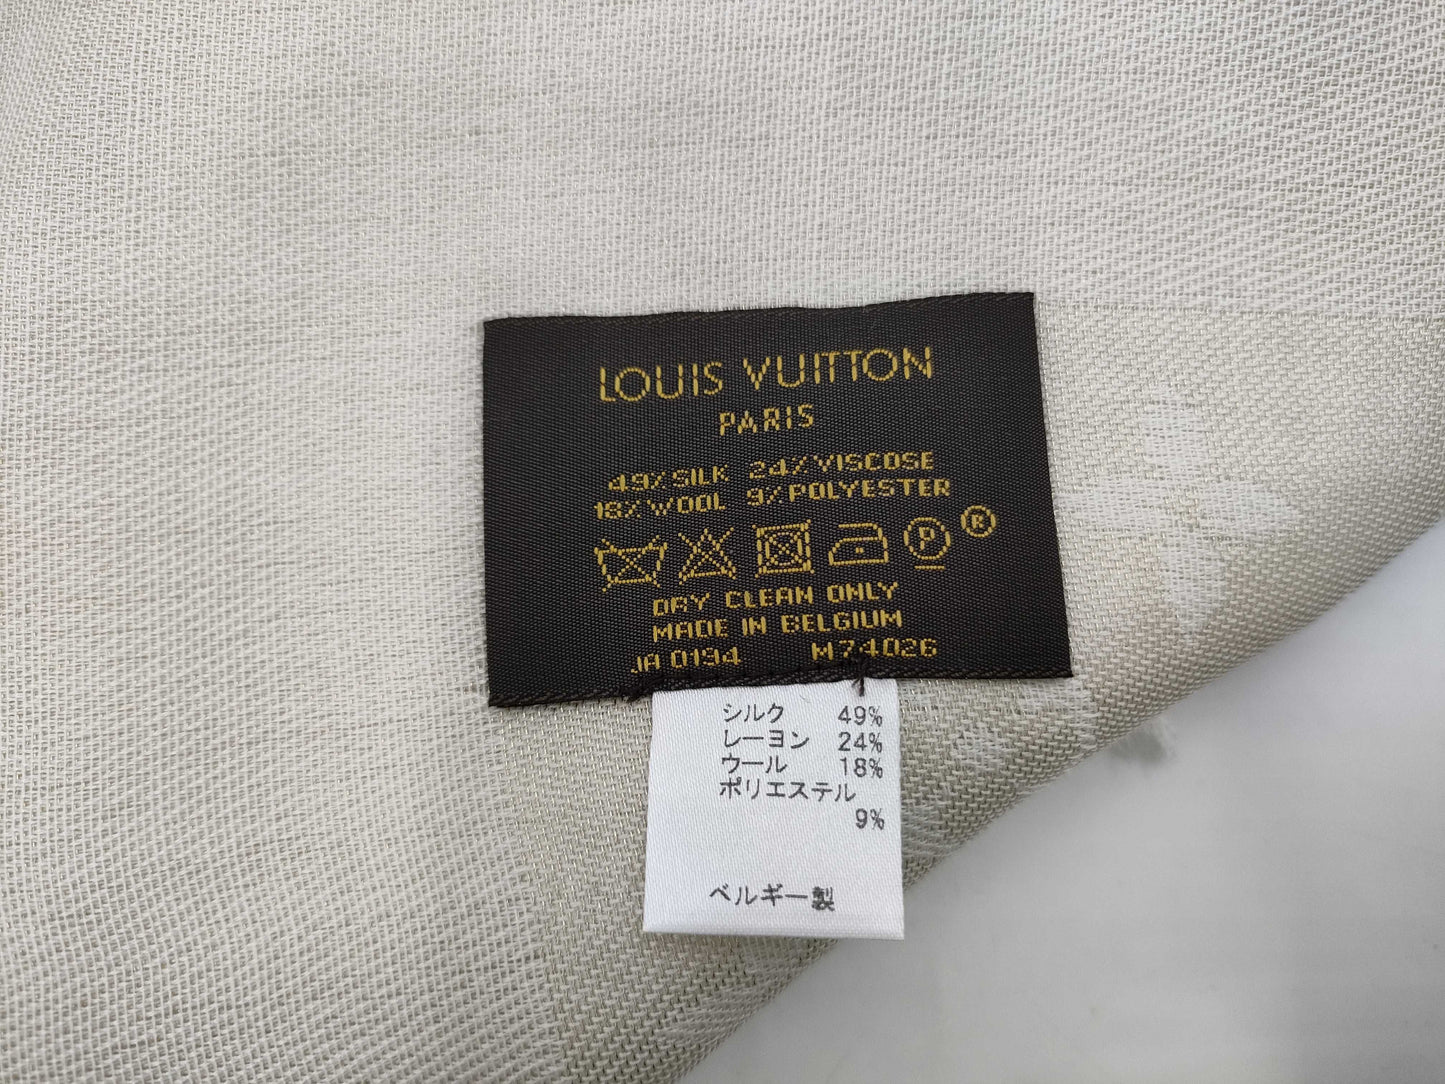 LOUIS VUITTON
PARIS
49% SILK 24% VISCOSE
18% WOOL 9% POLYESTER
P ®
DRY CLEAN ONLY
MADE IN BELGIUM
JA 0194 M74026
シルク 49%
レーヨン 24%
ウール 18%
ポリエステル
9%
ベルギー製